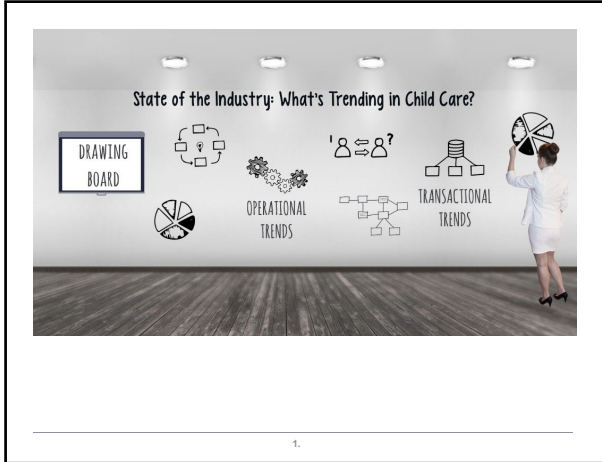 State of the Industry: What's Trending in Child Care?
DRAWING
BOARD
OPERATIONAL
TRENDS
'
?
TRANSACTIONAL
TRENDS
1.